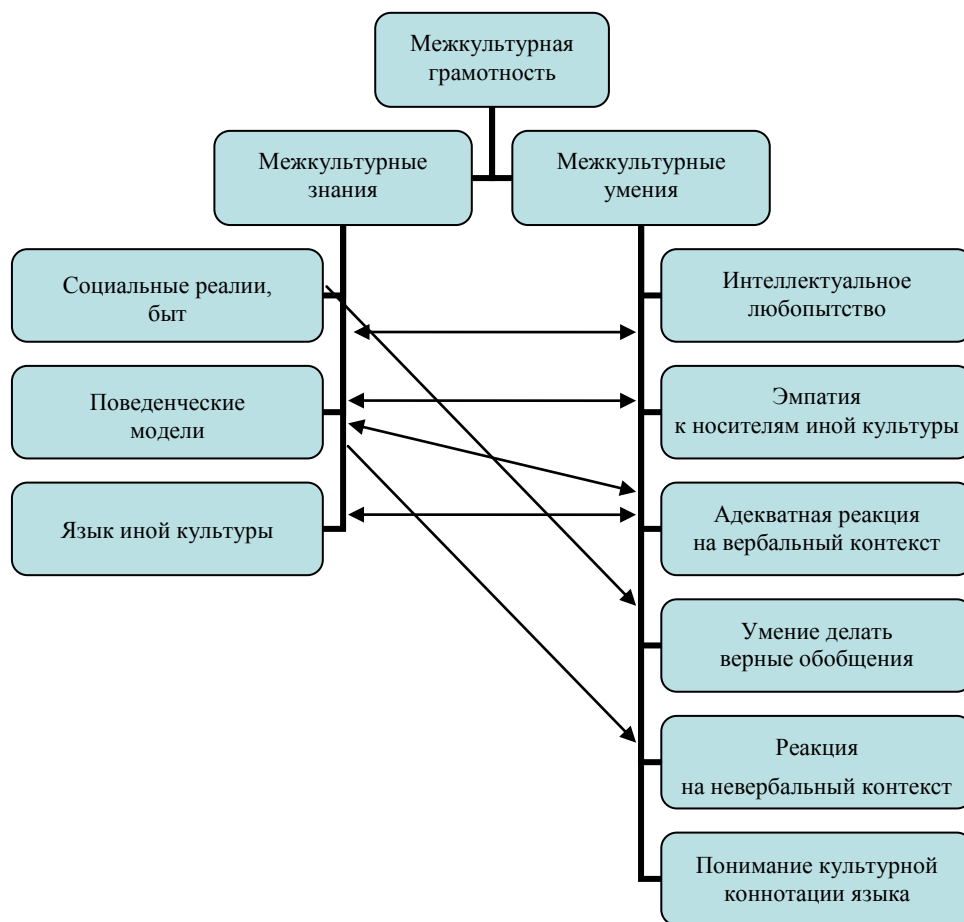 Межкультурная
грамотность
Межкультурные
знания
Межкультурные
умения
Социальные реалии,
быт
Поведенческие
модели
Язык иной культуры
Интеллектуальное
любопытство
Эмпатия
к носителям иной культуры
Адекватная реакция
на вербальный контекст
Умение делать
верные обобщения
Реакция
на невербальный контекст
Понимание культурной
коннотации языка